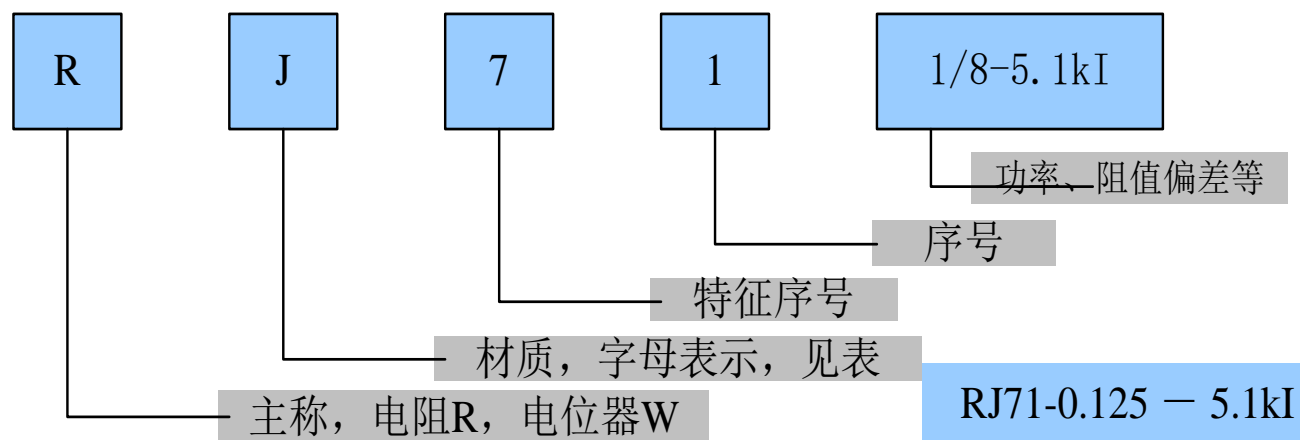 R J 7 1 1/8-5.1kI
功率、阻值偏差等
序号
特征序号
材质，字母表示，见表
主称，电阻R，电位器W
RJ71-0.125 － 5.1kI